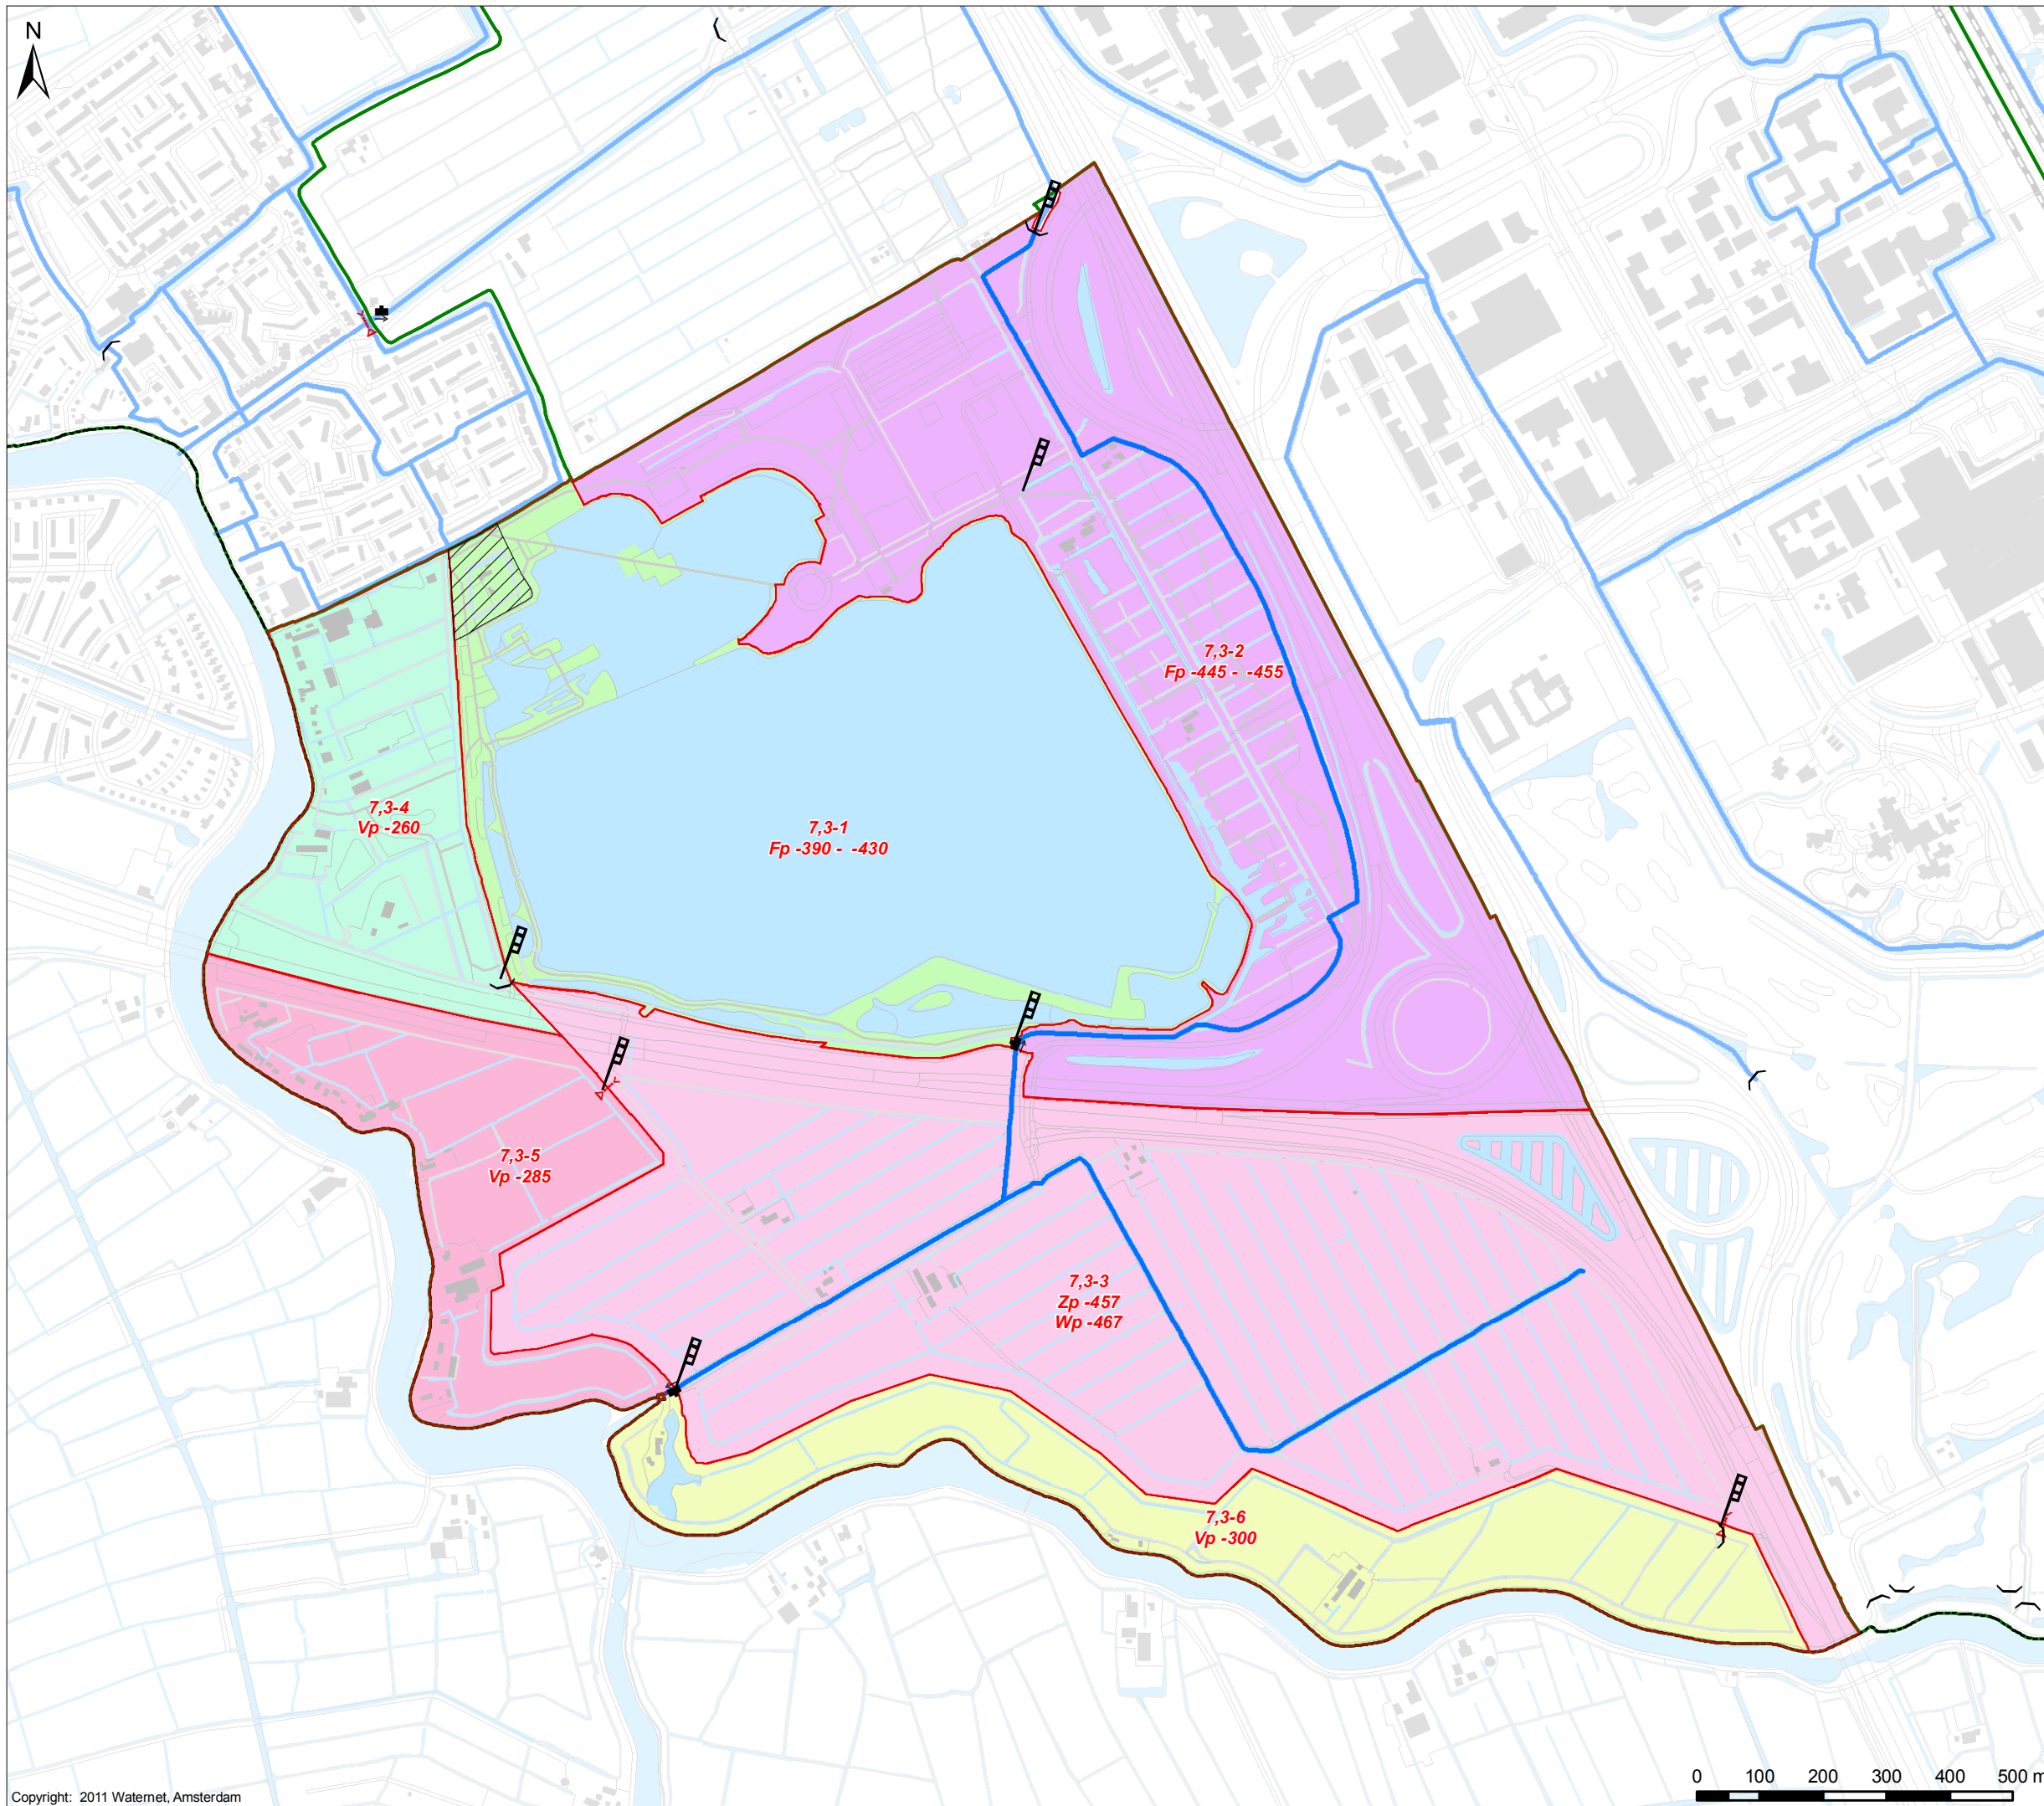 N
7,3-2
Fp -445 - -455
7,3-4
Vp -260
7,3-1
Fp -390 - -430
7,3-5
Vp -285
7,3-3
Zp -457
Wp -467
7,3-6
Vp -300
0 100 200 300 400 500 m
Copyright: 2011 Waternet, Amsterdam